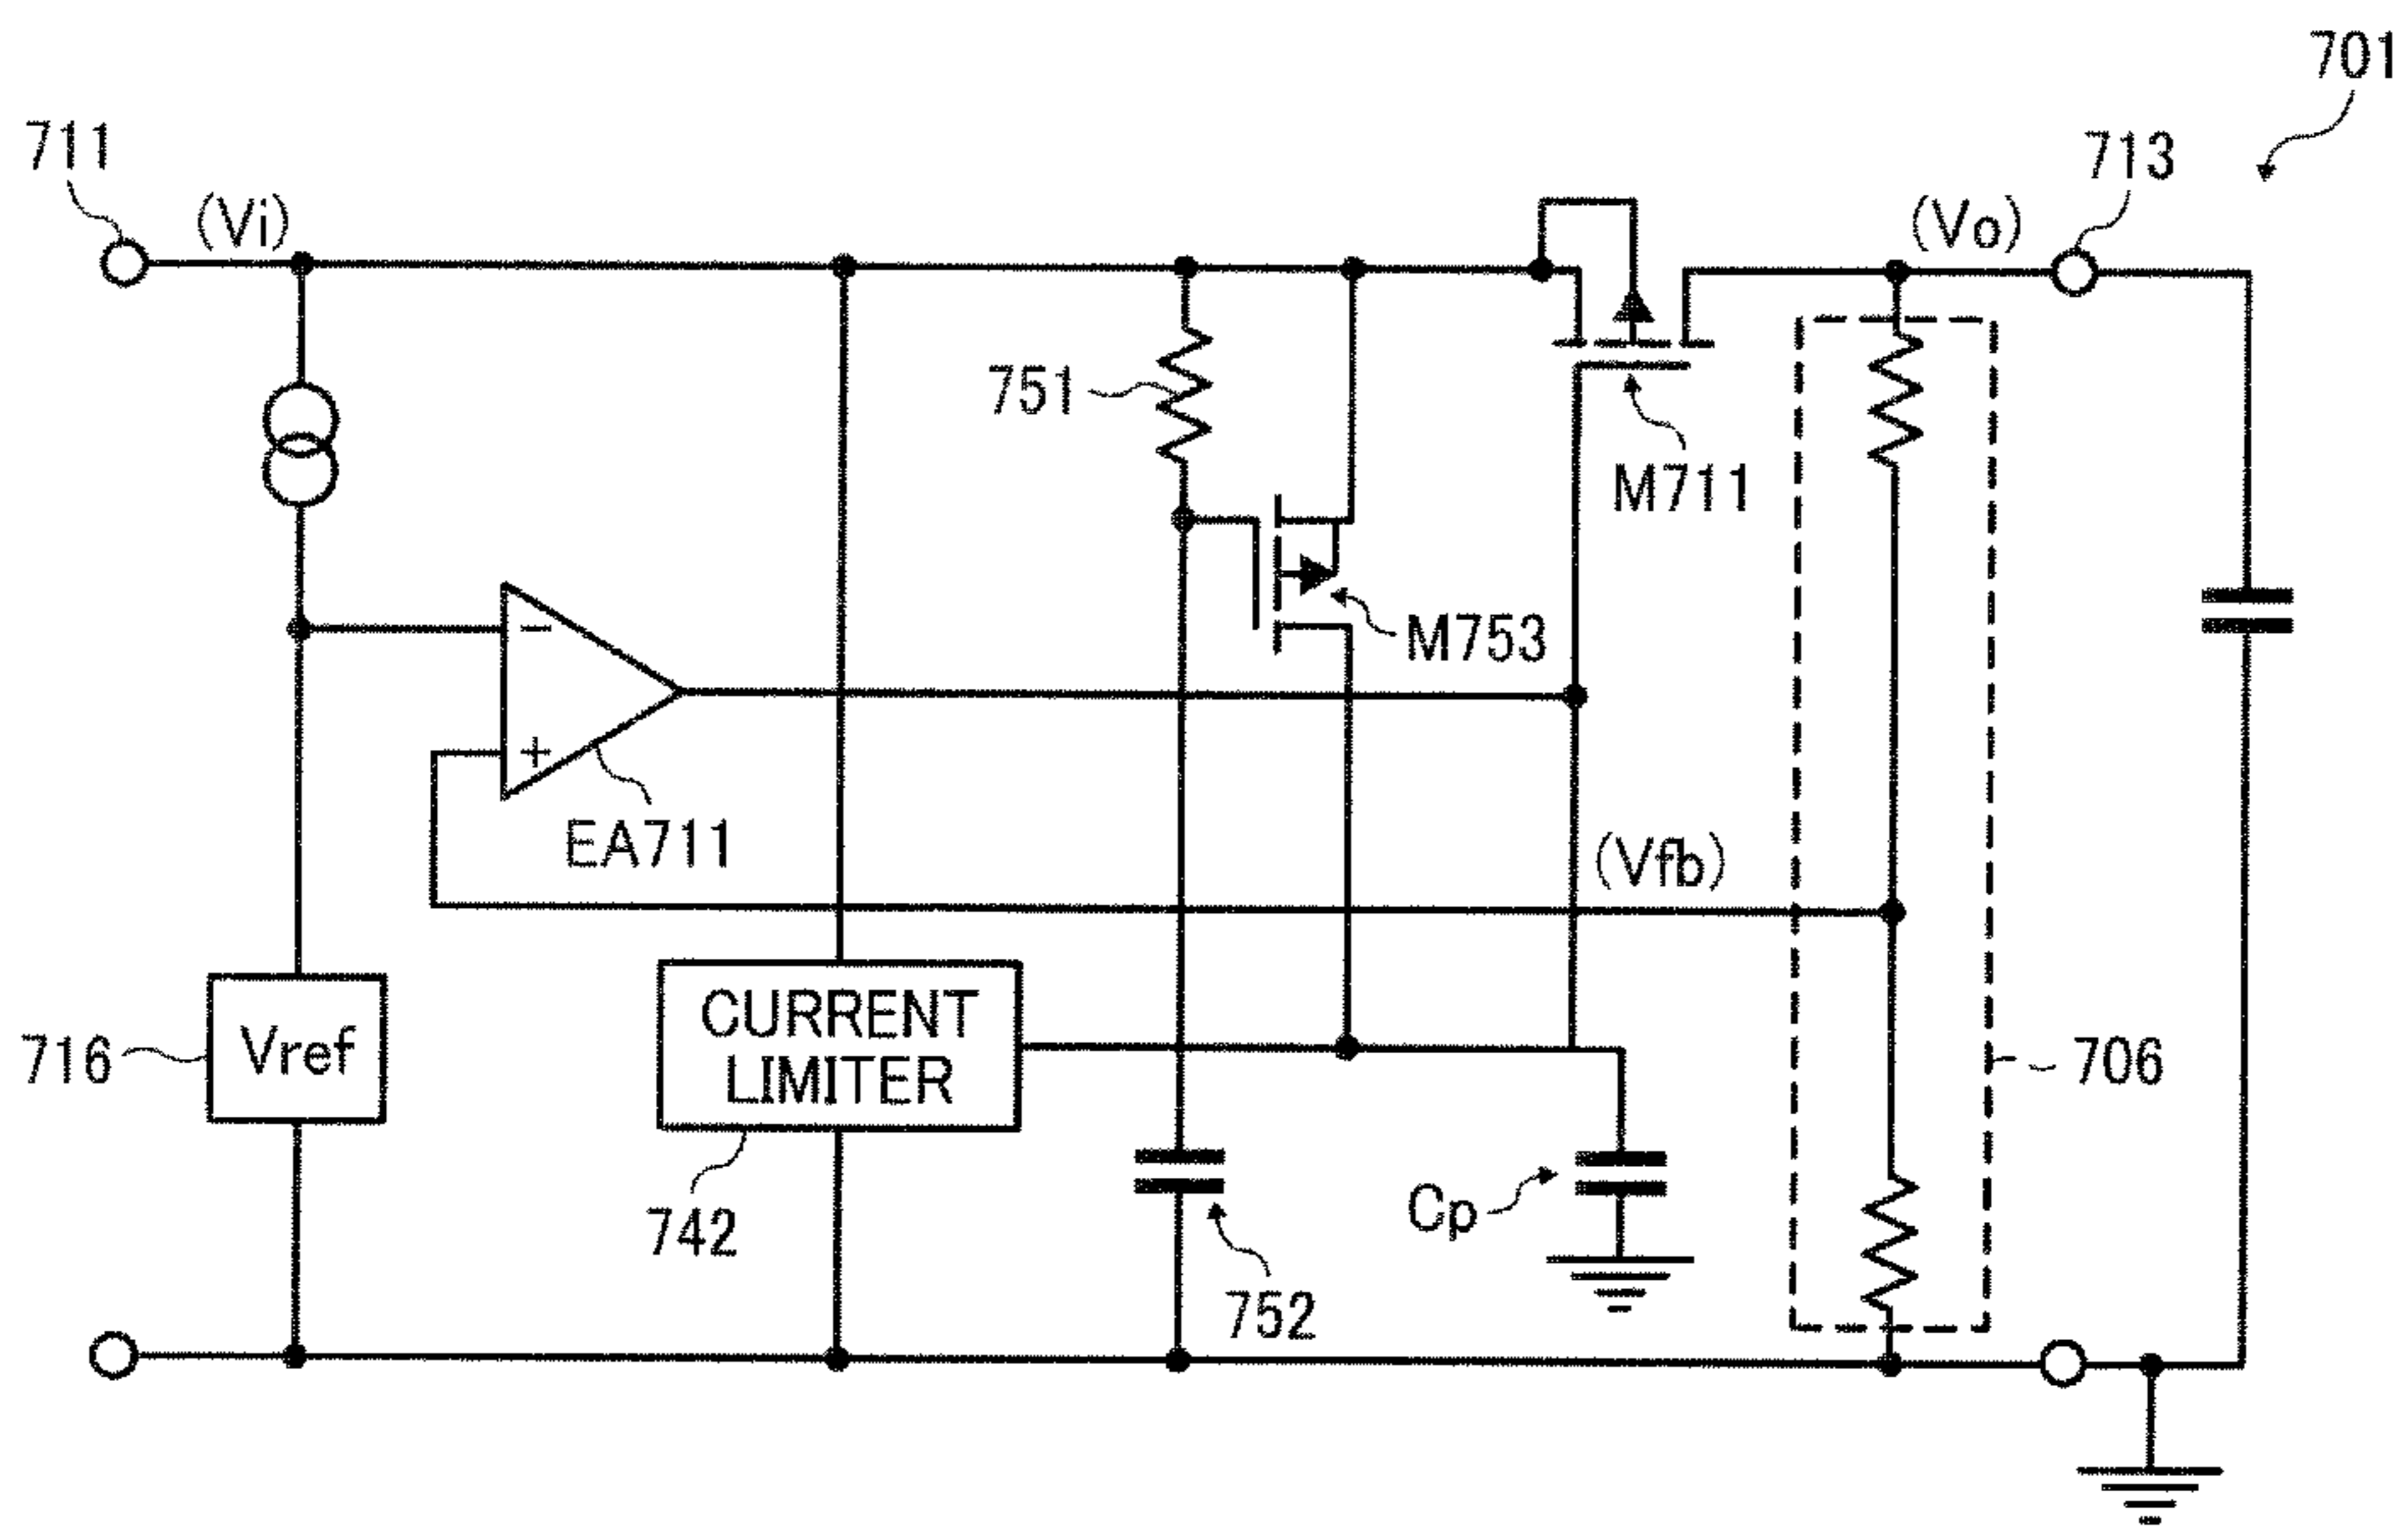 701
711
713
(Vi)
(Vo)
751
M711
M753
−
+
EA711
(Vfb)
CURRENT
LIMITER
716
Vref
706
742
Cp
752